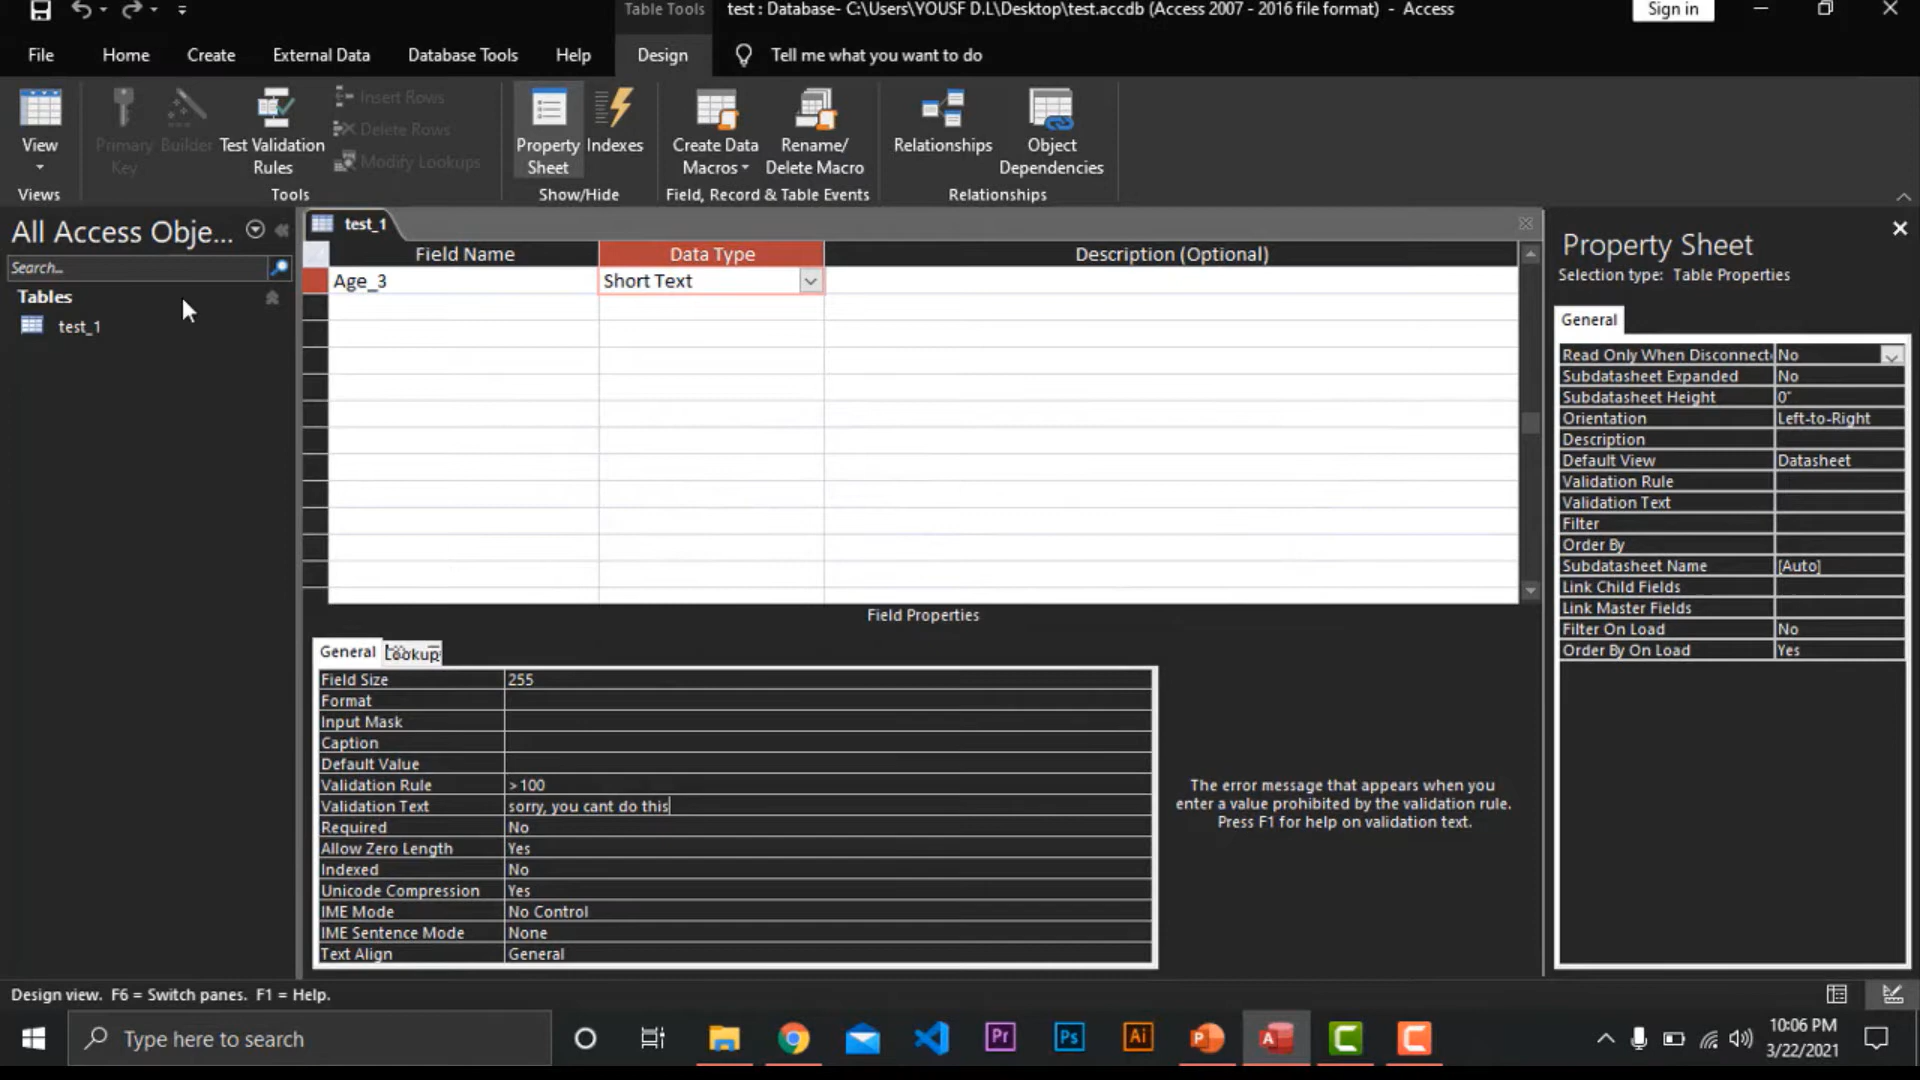 Table Tools
test : Database- C:\Users\YOUSF D.L\Desktop\test.accdb (Access 2007 - 2016 file format) - Access
Sign in
File
Home
Create
External Data
Database Tools
Help
Design
Tell me what you want to do
View
Primary Key
Builder
Test Validation Rules
Insert Rows
Delete Rows
Modify Lookups
Property Sheet
Indexes
Create Data Macros
Rename/ Delete Macro
Relationships
Object Dependencies
Views
Tools
Show/Hide
Field, Record & Table Events
Relationships
All Access Obje...
Search...
Tables
test_1
test_1
Field Name
Data Type
Description (Optional)
Age_3
Short Text
Field Properties
General
Lookup
Field Size 255
Format
Input Mask
Caption
Default Value
Validation Rule >100
Validation Text sorry, you cant do this
Required No
Allow Zero Length Yes
Indexed No
Unicode Compression Yes
IME Mode No Control
IME Sentence Mode None
Text Align General
The error message that appears when you
enter a value prohibited by the validation rule.
Press F1 for help on validation text.
Property Sheet
Selection type: Table Properties
General
Read Only When Disconnect No
Subdatasheet Expanded No
Subdatasheet Height 0"
Orientation Left-to-Right
Description
Default View Datasheet
Validation Rule
Validation Text
Filter
Order By
Subdatasheet Name [Auto]
Link Child Fields
Link Master Fields
Filter On Load No
Order By On Load Yes
Design view. F6 = Switch panes. F1 = Help.
Type here to search
Pr
Ps
Ai
10:06 PM
3/22/2021